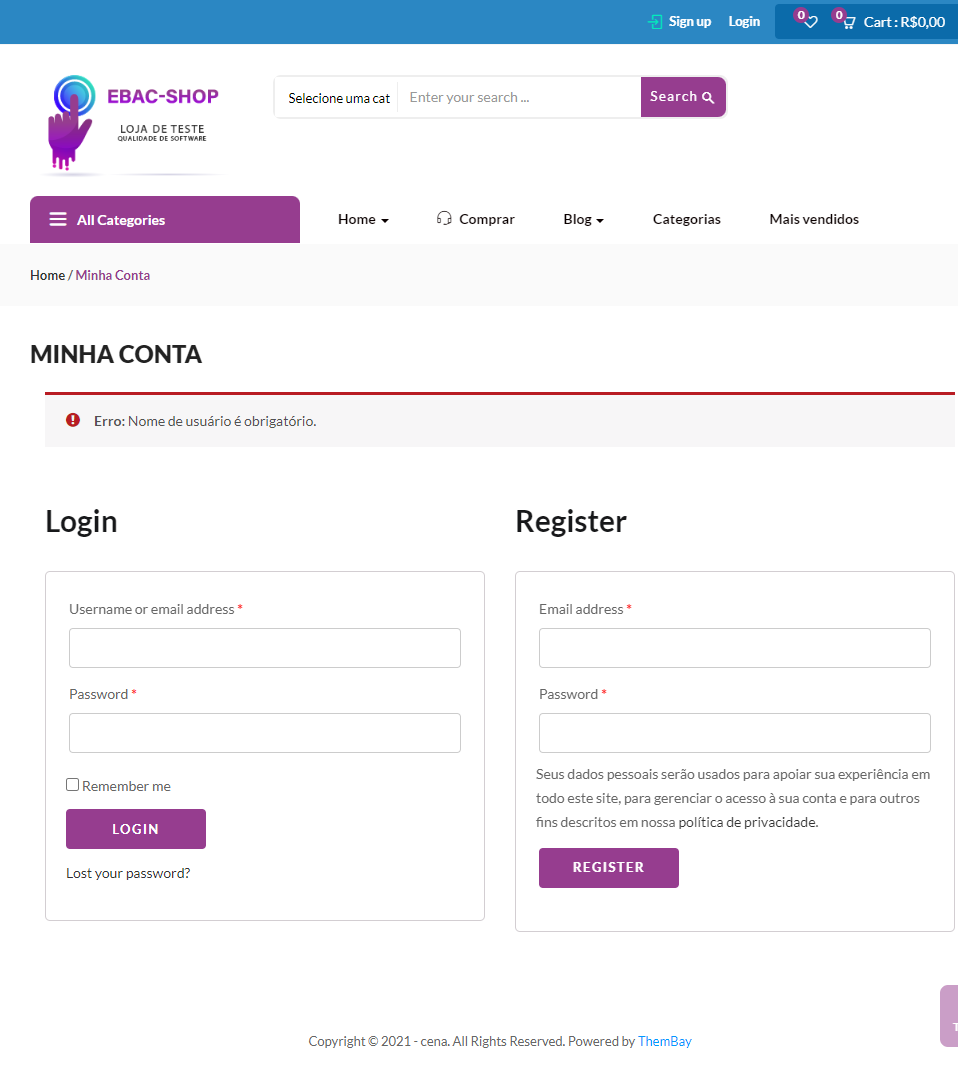 Sign up Login 0 0 Cart : R$0,00
EBAC-SHOP
LOJA DE TESTE
QUALIDADE DE SOFTWARE
Selecione uma cat Enter your search ... Search
All Categories Home Comprar Blog Categorias Mais vendidos
Home / Minha Conta
MINHA CONTA
Erro: Nome de usuário é obrigatório.
Login
Username or email address *
Password *
Remember me
LOGIN
Lost your password?
Register
Email address *
Password *
Seus dados pessoais serão usados para apoiar sua experiência em
todo este site, para gerenciar o acesso à sua conta e para outros
fins descritos em nossa política de privacidade.
REGISTER
Copyright © 2021 - cena. All Rights Reserved. Powered by ThemBay